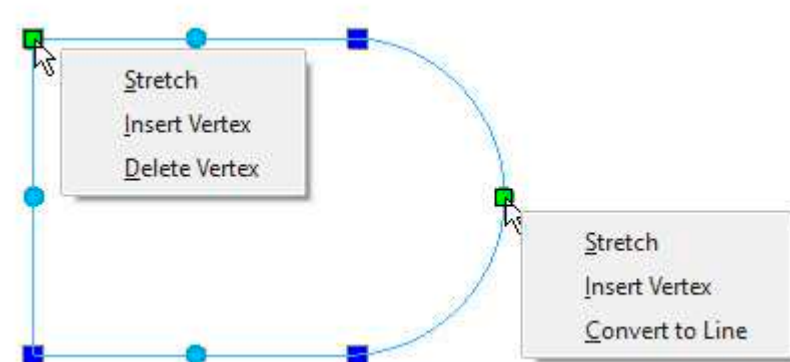 Stretch
Insert Vertex
Delete Vertex
Stretch
Insert Vertex
Convert to Line